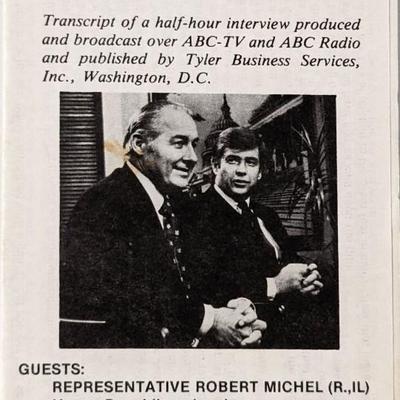 Transcript of a half-hour interview produced
and broadcast over ABC-TV and ABC Radio
and published by Tyler Business Services,
Inc., Washington, D.C.
GUESTS:
REPRESENTATIVE ROBERT MICHEL (R.,IL)